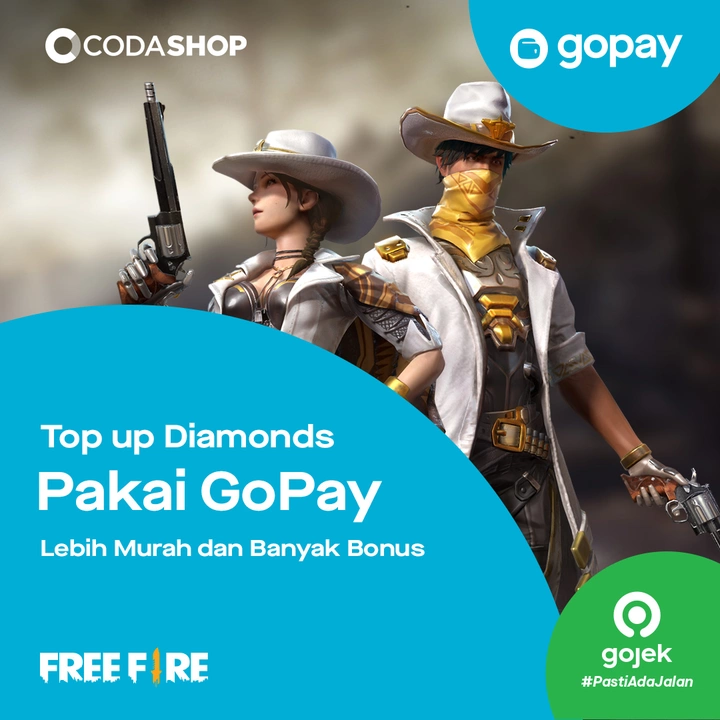 CODASHOP
gopay
Top up Diamonds
Pakai GoPay
Lebih Murah dan Banyak Bonus
FREE FIRE
gojek
#PastiAdaJalan